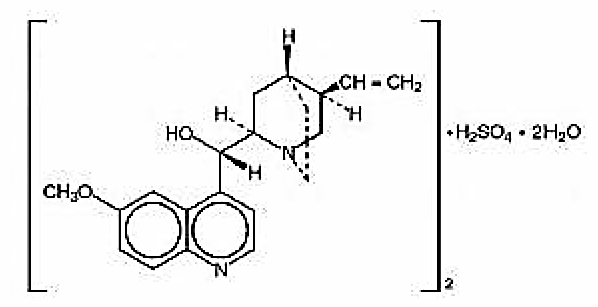 H
CH = CH₂
H
H
HO
N
H
CH₃O
N
2
• H₂SO₄ • 2H₂O